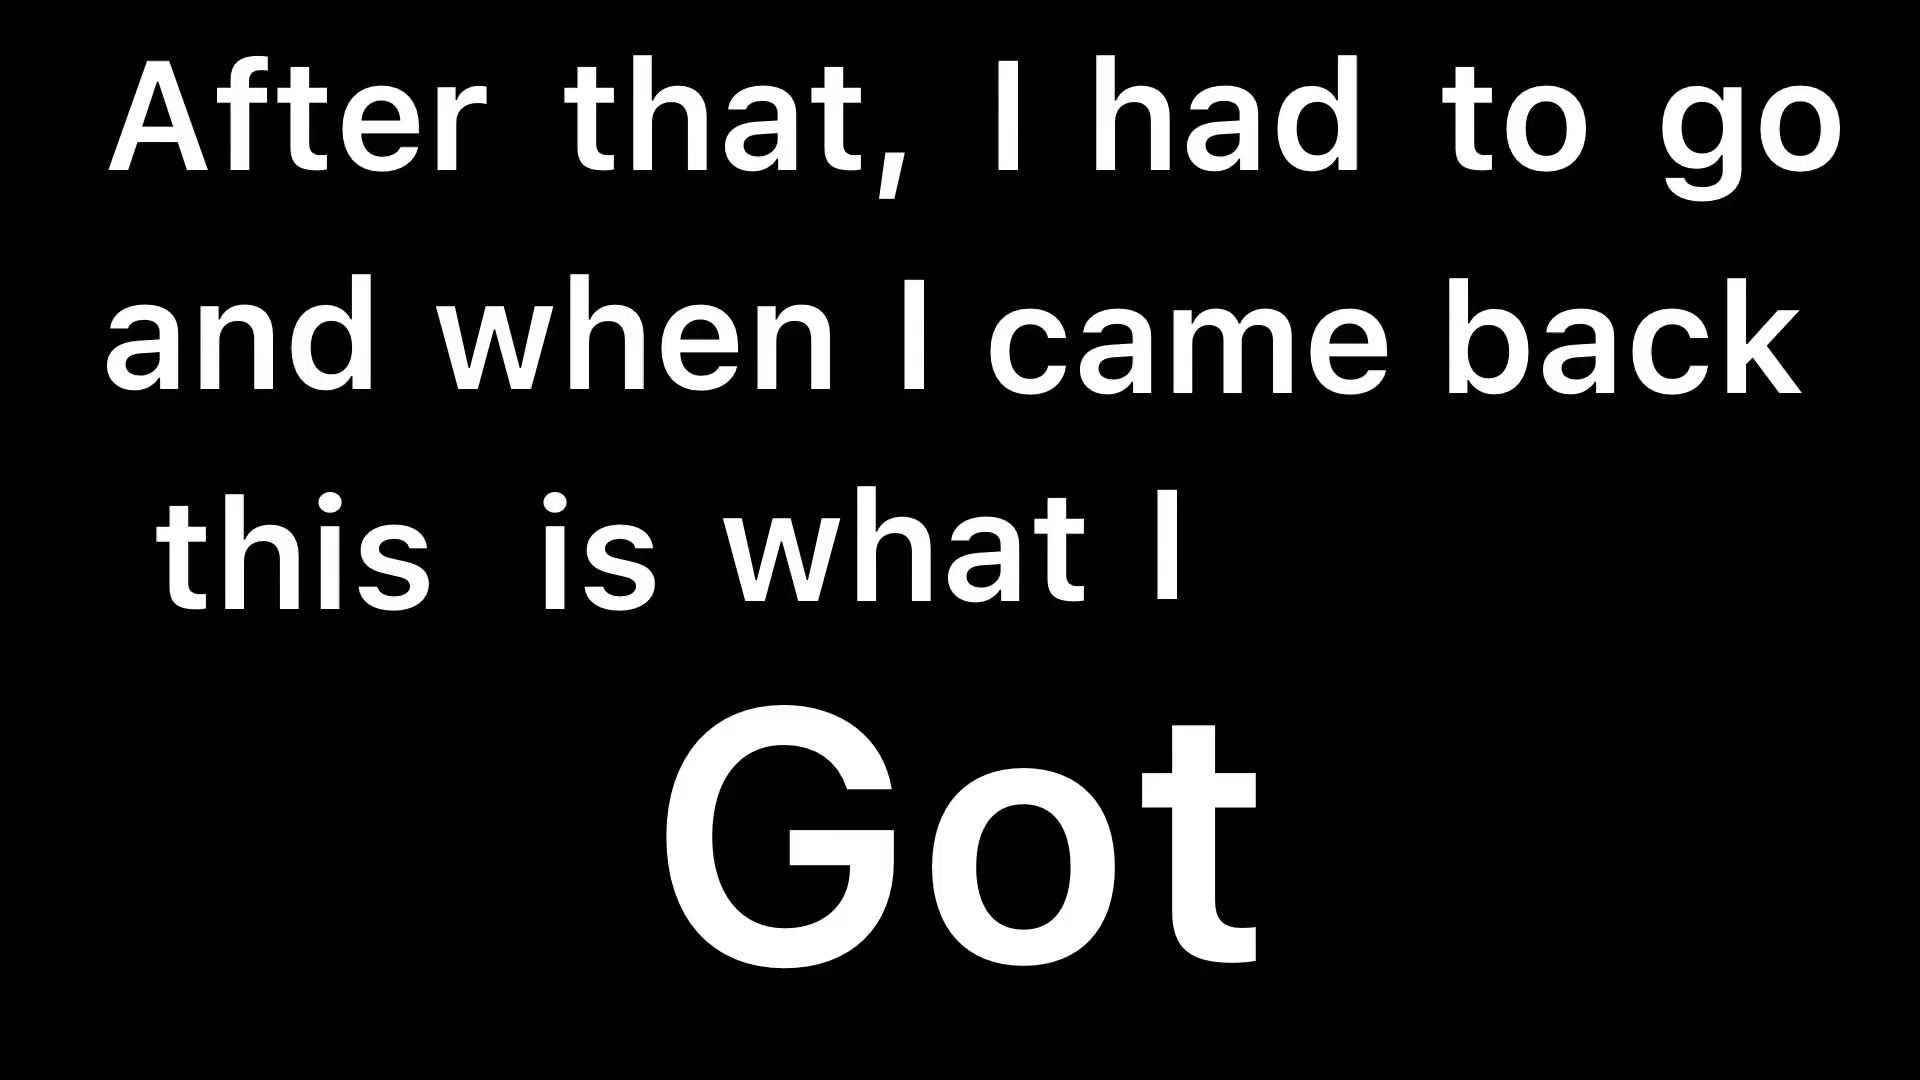 After that, I had to go
and when I came back
this is what I
Got